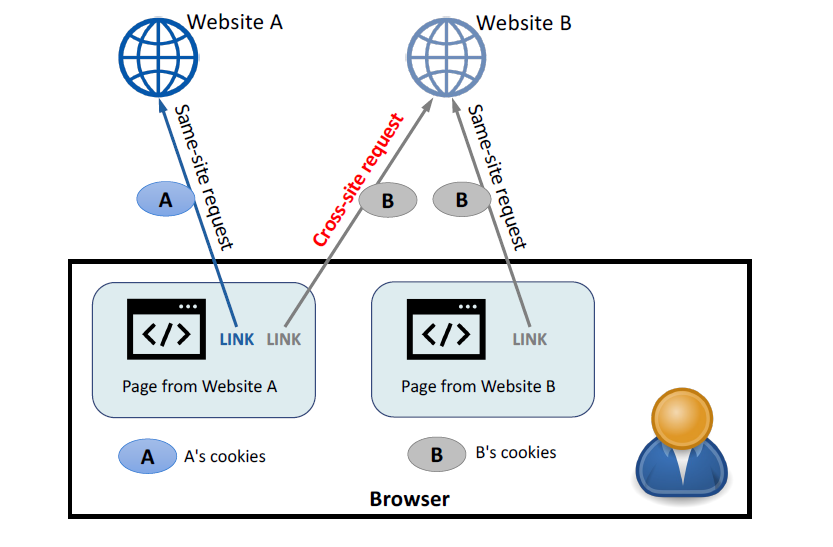 Website A
Website B
Same-site request
Cross-site request
Same-site request
A
B
B
</>
LINK
LINK
Page from Website A
</>
LINK
Page from Website B
A
A's cookies
B
B's cookies
Browser